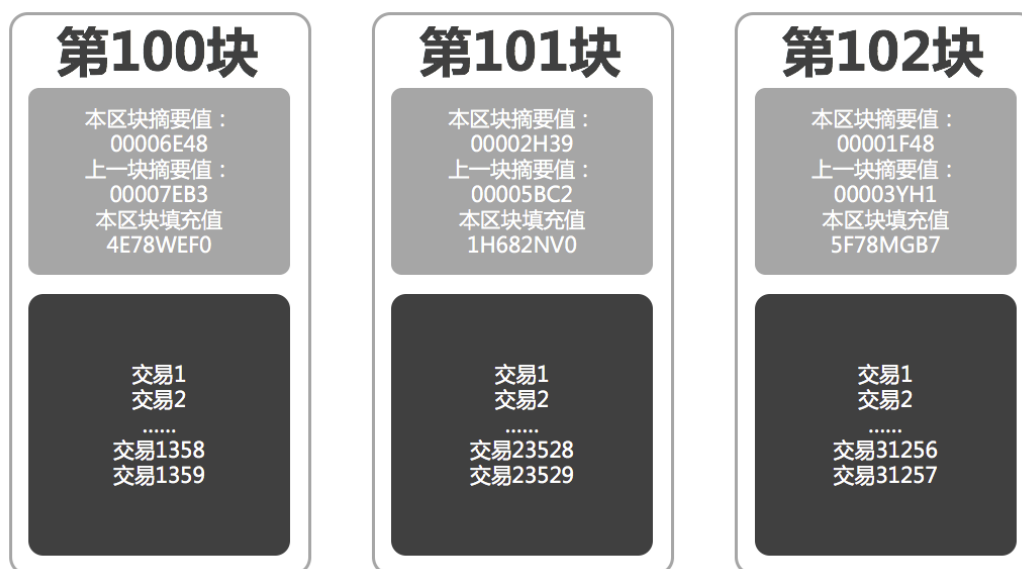 第100块
本区块摘要值：
00006E48
上一块摘要值：
00007EB3
本区块填充值
4E78WEF0
交易1
交易2
......
交易1358
交易1359
第101块
本区块摘要值：
00002H39
上一块摘要值：
00005BC2
本区块填充值
1H682NV0
交易1
交易2
......
交易23528
交易23529
第102块
本区块摘要值：
00001F48
上一块摘要值：
00003YH1
本区块填充值
5F78MGB7
交易1
交易2
......
交易31256
交易31257